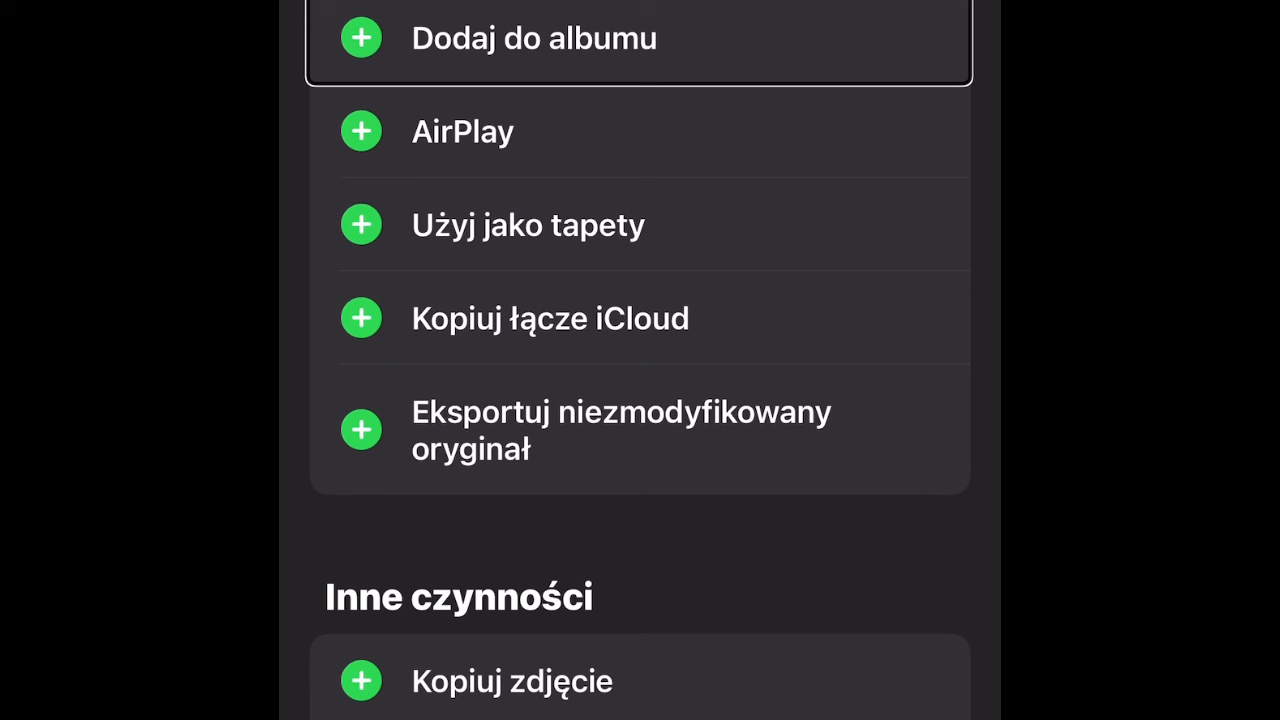 Dodaj do albumu
AirPlay
Użyj jako tapety
Kopiuj łącze iCloud
Eksportuj niezmodyfikowany
oryginał
Inne czynności
Kopiuj zdjęcie